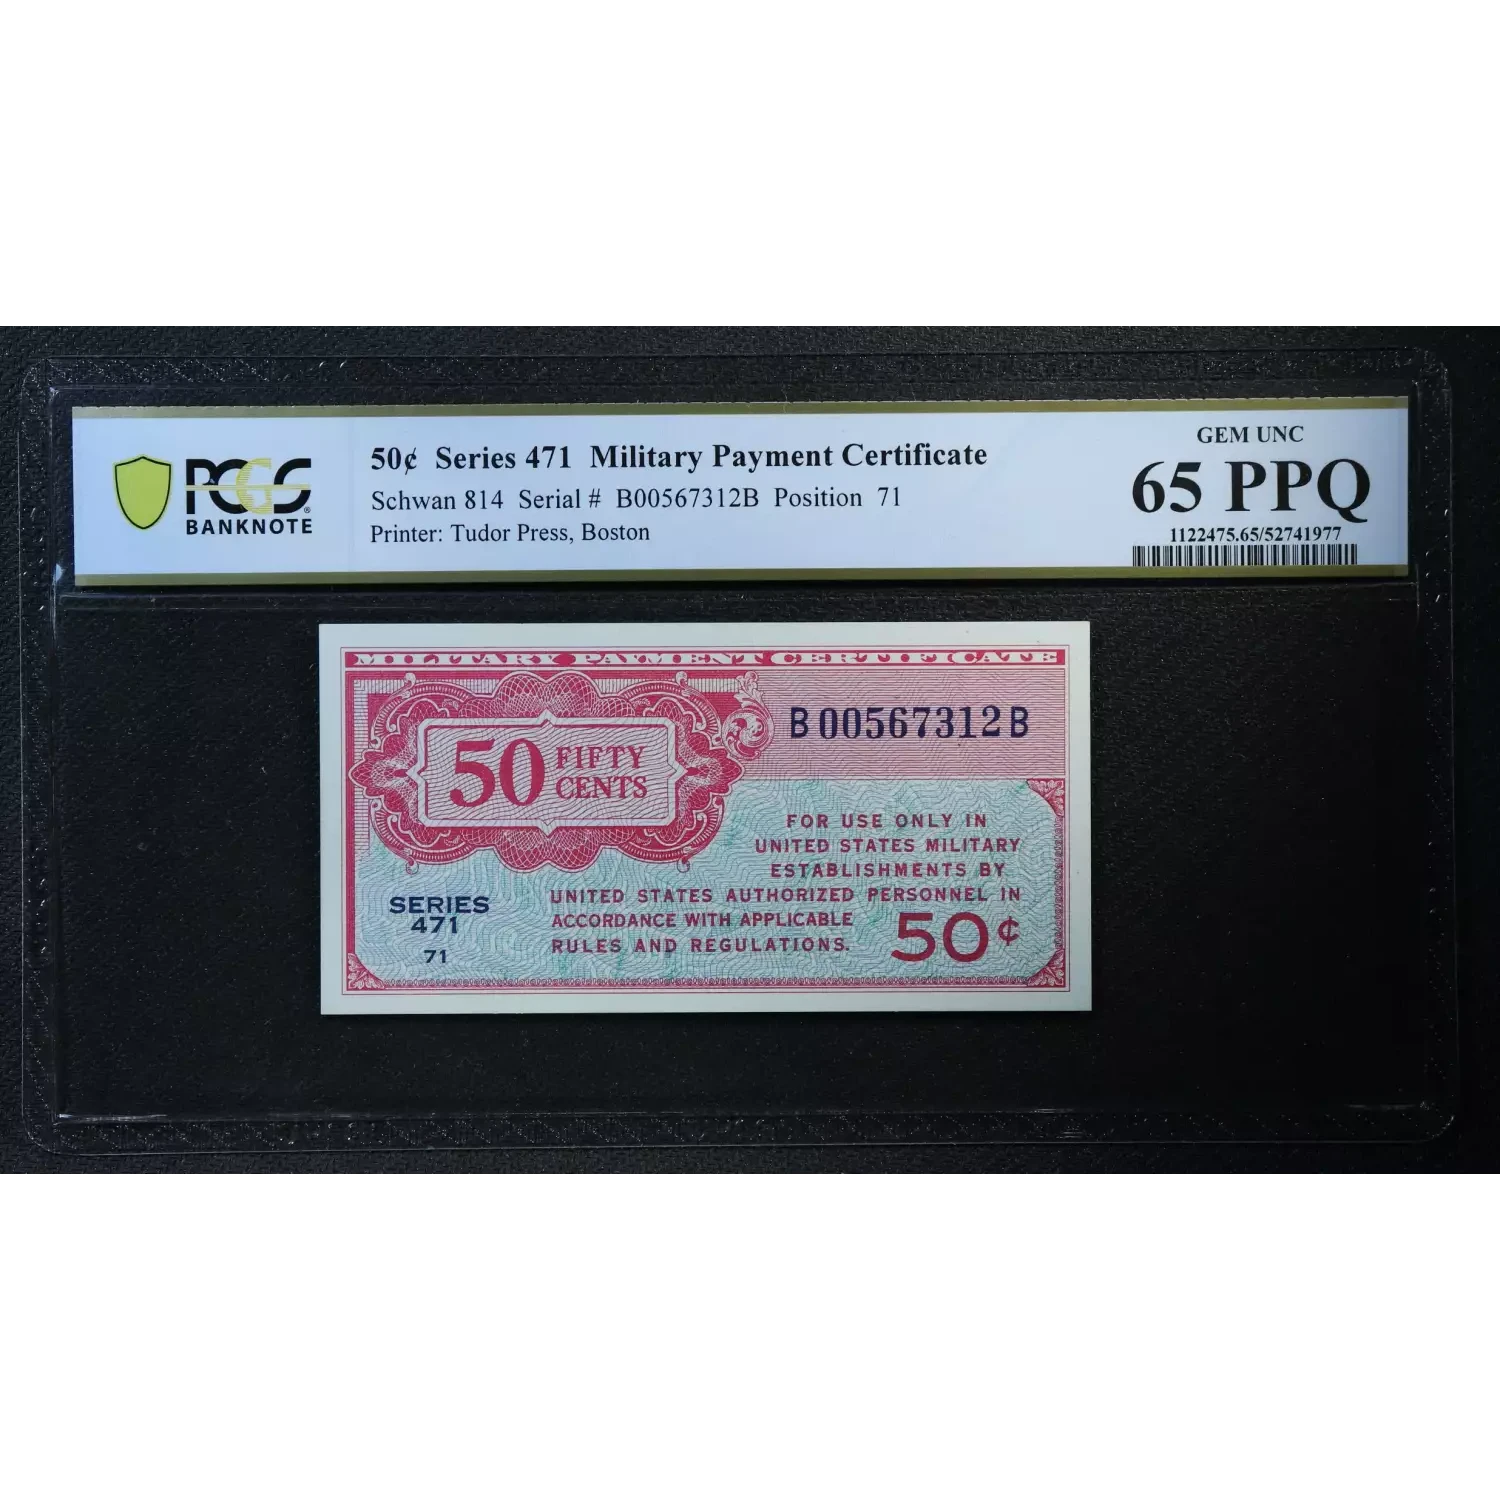 PCGS
BANKNOTE
50¢ Series 471 Military Payment Certificate
Schwan 814 Serial # B00567312B Position 71
Printer: Tudor Press, Boston
GEM UNC
65 PPQ
1122475.65/52741977
MILITARY PAYMENT CERTIFICATE
50 FIFTY
CENTS
B00567312B
FOR USE ONLY IN
UNITED STATES MILITARY
ESTABLISHMENTS BY
UNITED STATES AUTHORIZED PERSONNEL IN
ACCORDANCE WITH APPLICABLE
RULES AND REGULATIONS.
50¢
SERIES
471
71